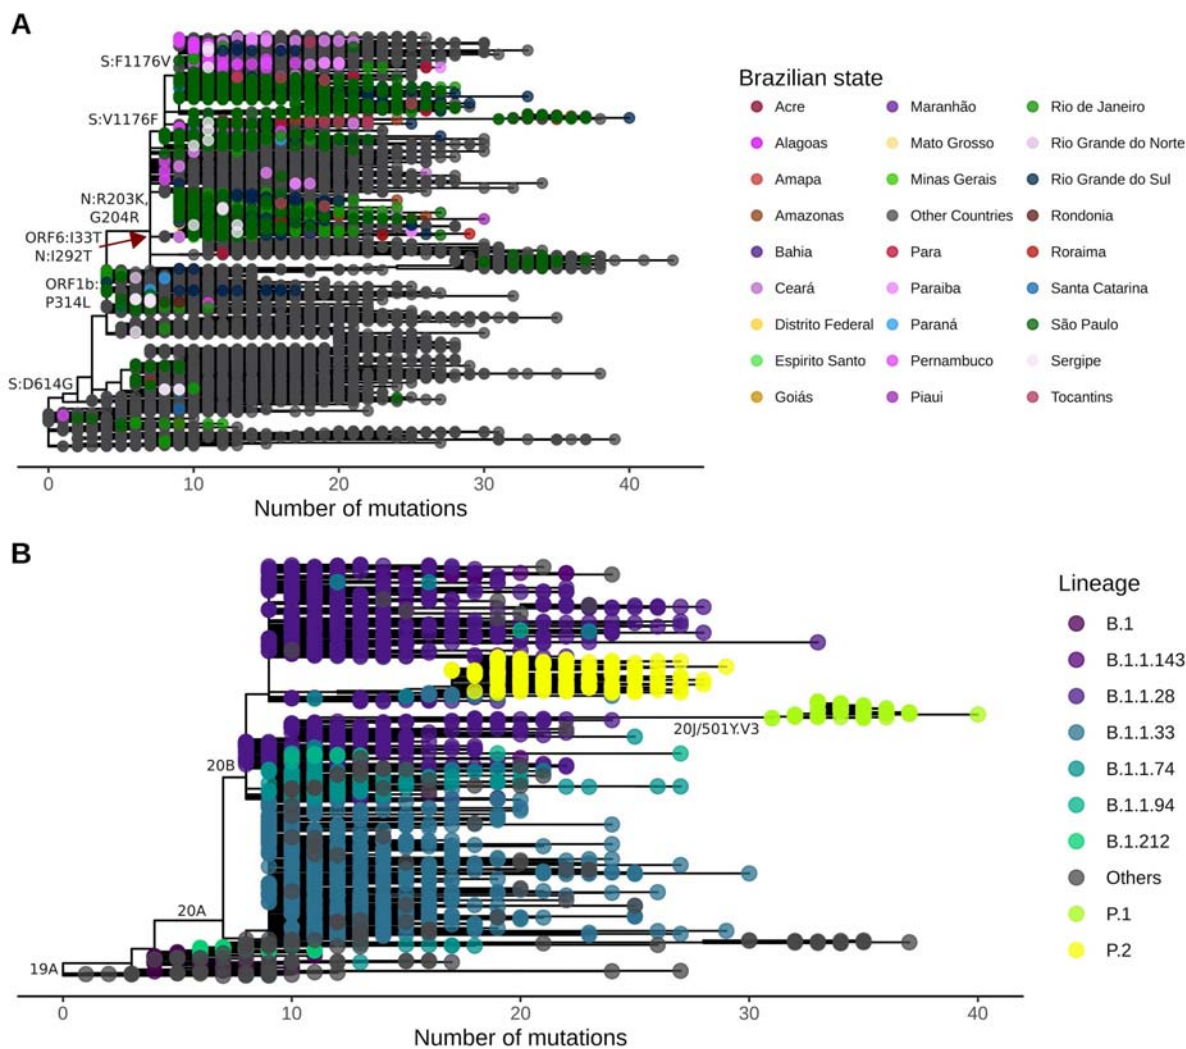 A
S:F1176V
S:V1176F
N:R203K,
G204R
ORF6:I33T
N:I292T
ORF1b:
P314L
S:D614G
0 10 20 30 40
Number of mutations
Brazilian state
Acre Maranhão Rio de Janeiro
Alagoas Mato Grosso Rio Grande do Norte
Amapa Minas Gerais Rio Grande do Sul
Amazonas Other Countries Rondonia
Bahia Para Roraima
Ceará Paraiba Santa Catarina
Distrito Federal Paraná São Paulo
Espirito Santo Pernambuco Sergipe
Goiás Piaui Tocantins
B
20J/501Y.V3
20B
20A
19A
0 10 20 30 40
Number of mutations
Lineage
B.1
B.1.1.143
B.1.1.28
B.1.1.33
B.1.1.74
B.1.1.94
B.1.212
Others
P.1
P.2